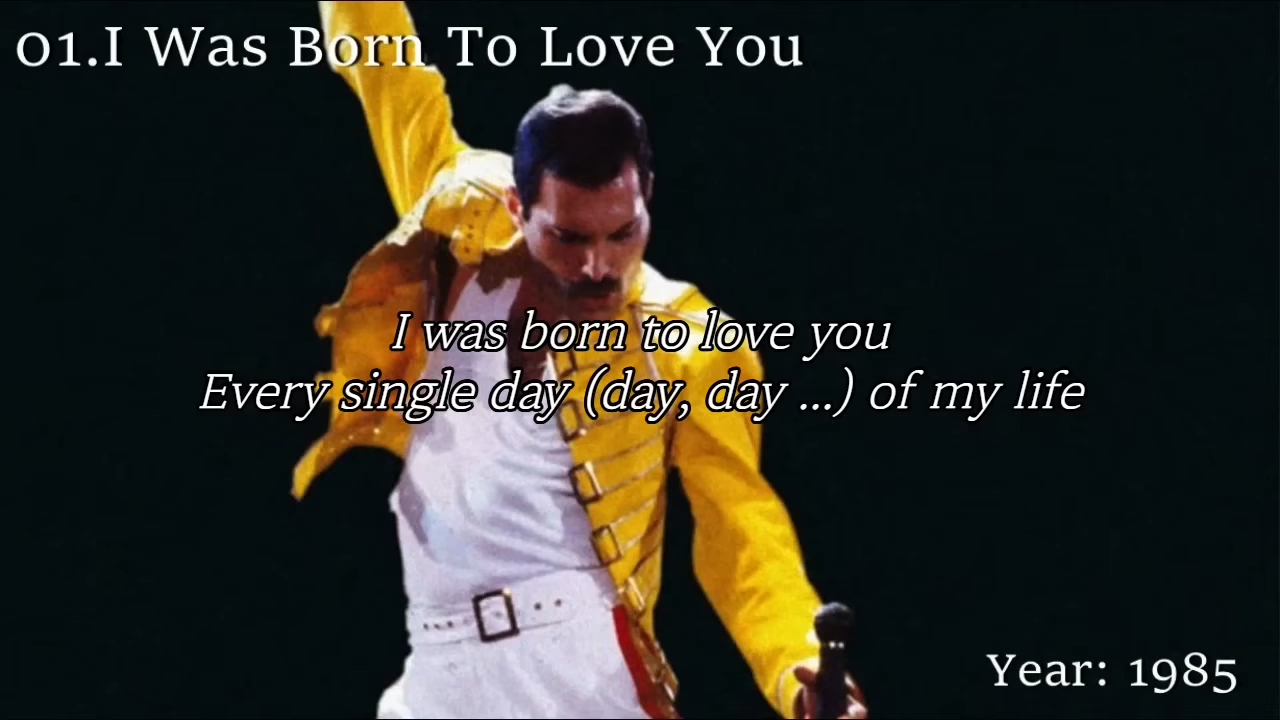 01.I Was Born To Love You
I was born to love you
Every single day (day, day ...) of my life
Year: 1985